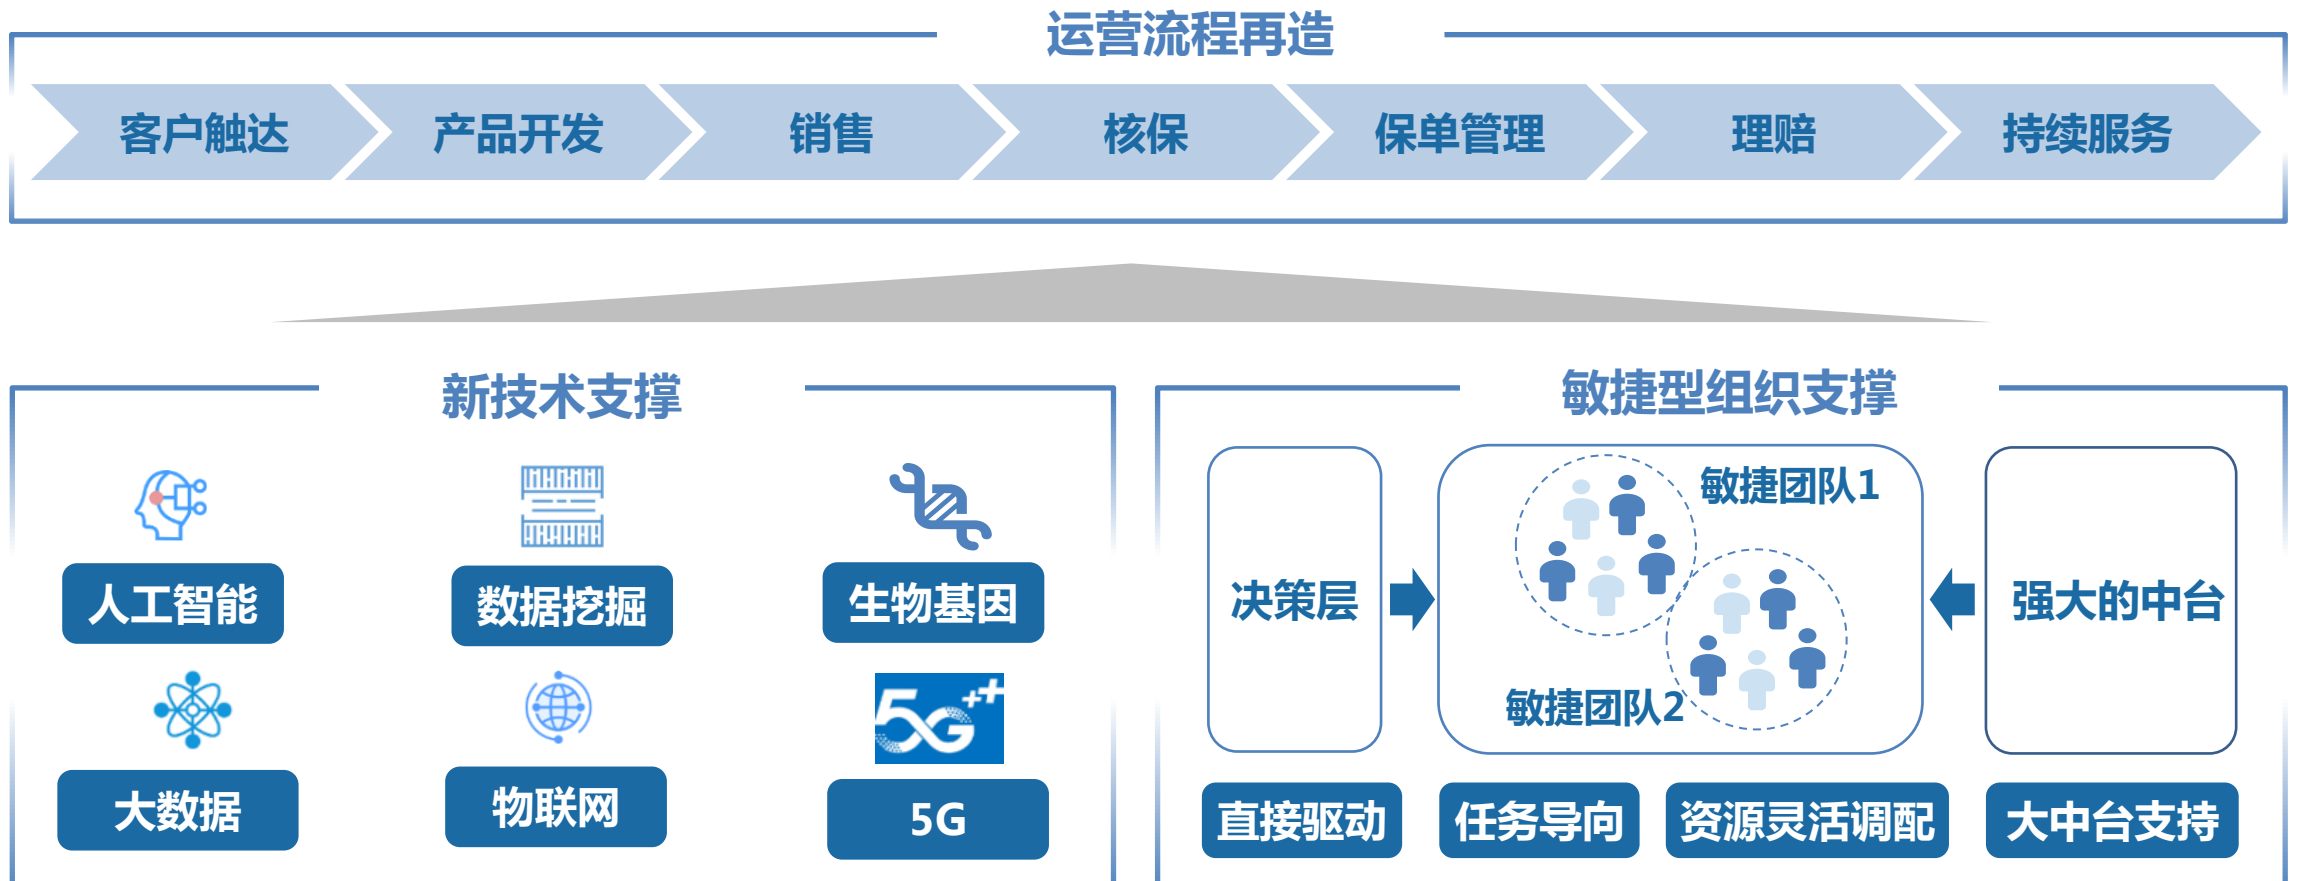 运营流程再造
客户触达
产品开发
销售
核保
保单管理
理赔
持续服务
新技术支撑
人工智能
数据挖掘
生物基因
5G++
大数据
物联网
5G
敏捷型组织支撑
决策层
敏捷团队1
敏捷团队2
强大的中台
直接驱动
任务导向
资源灵活调配
大中台支持